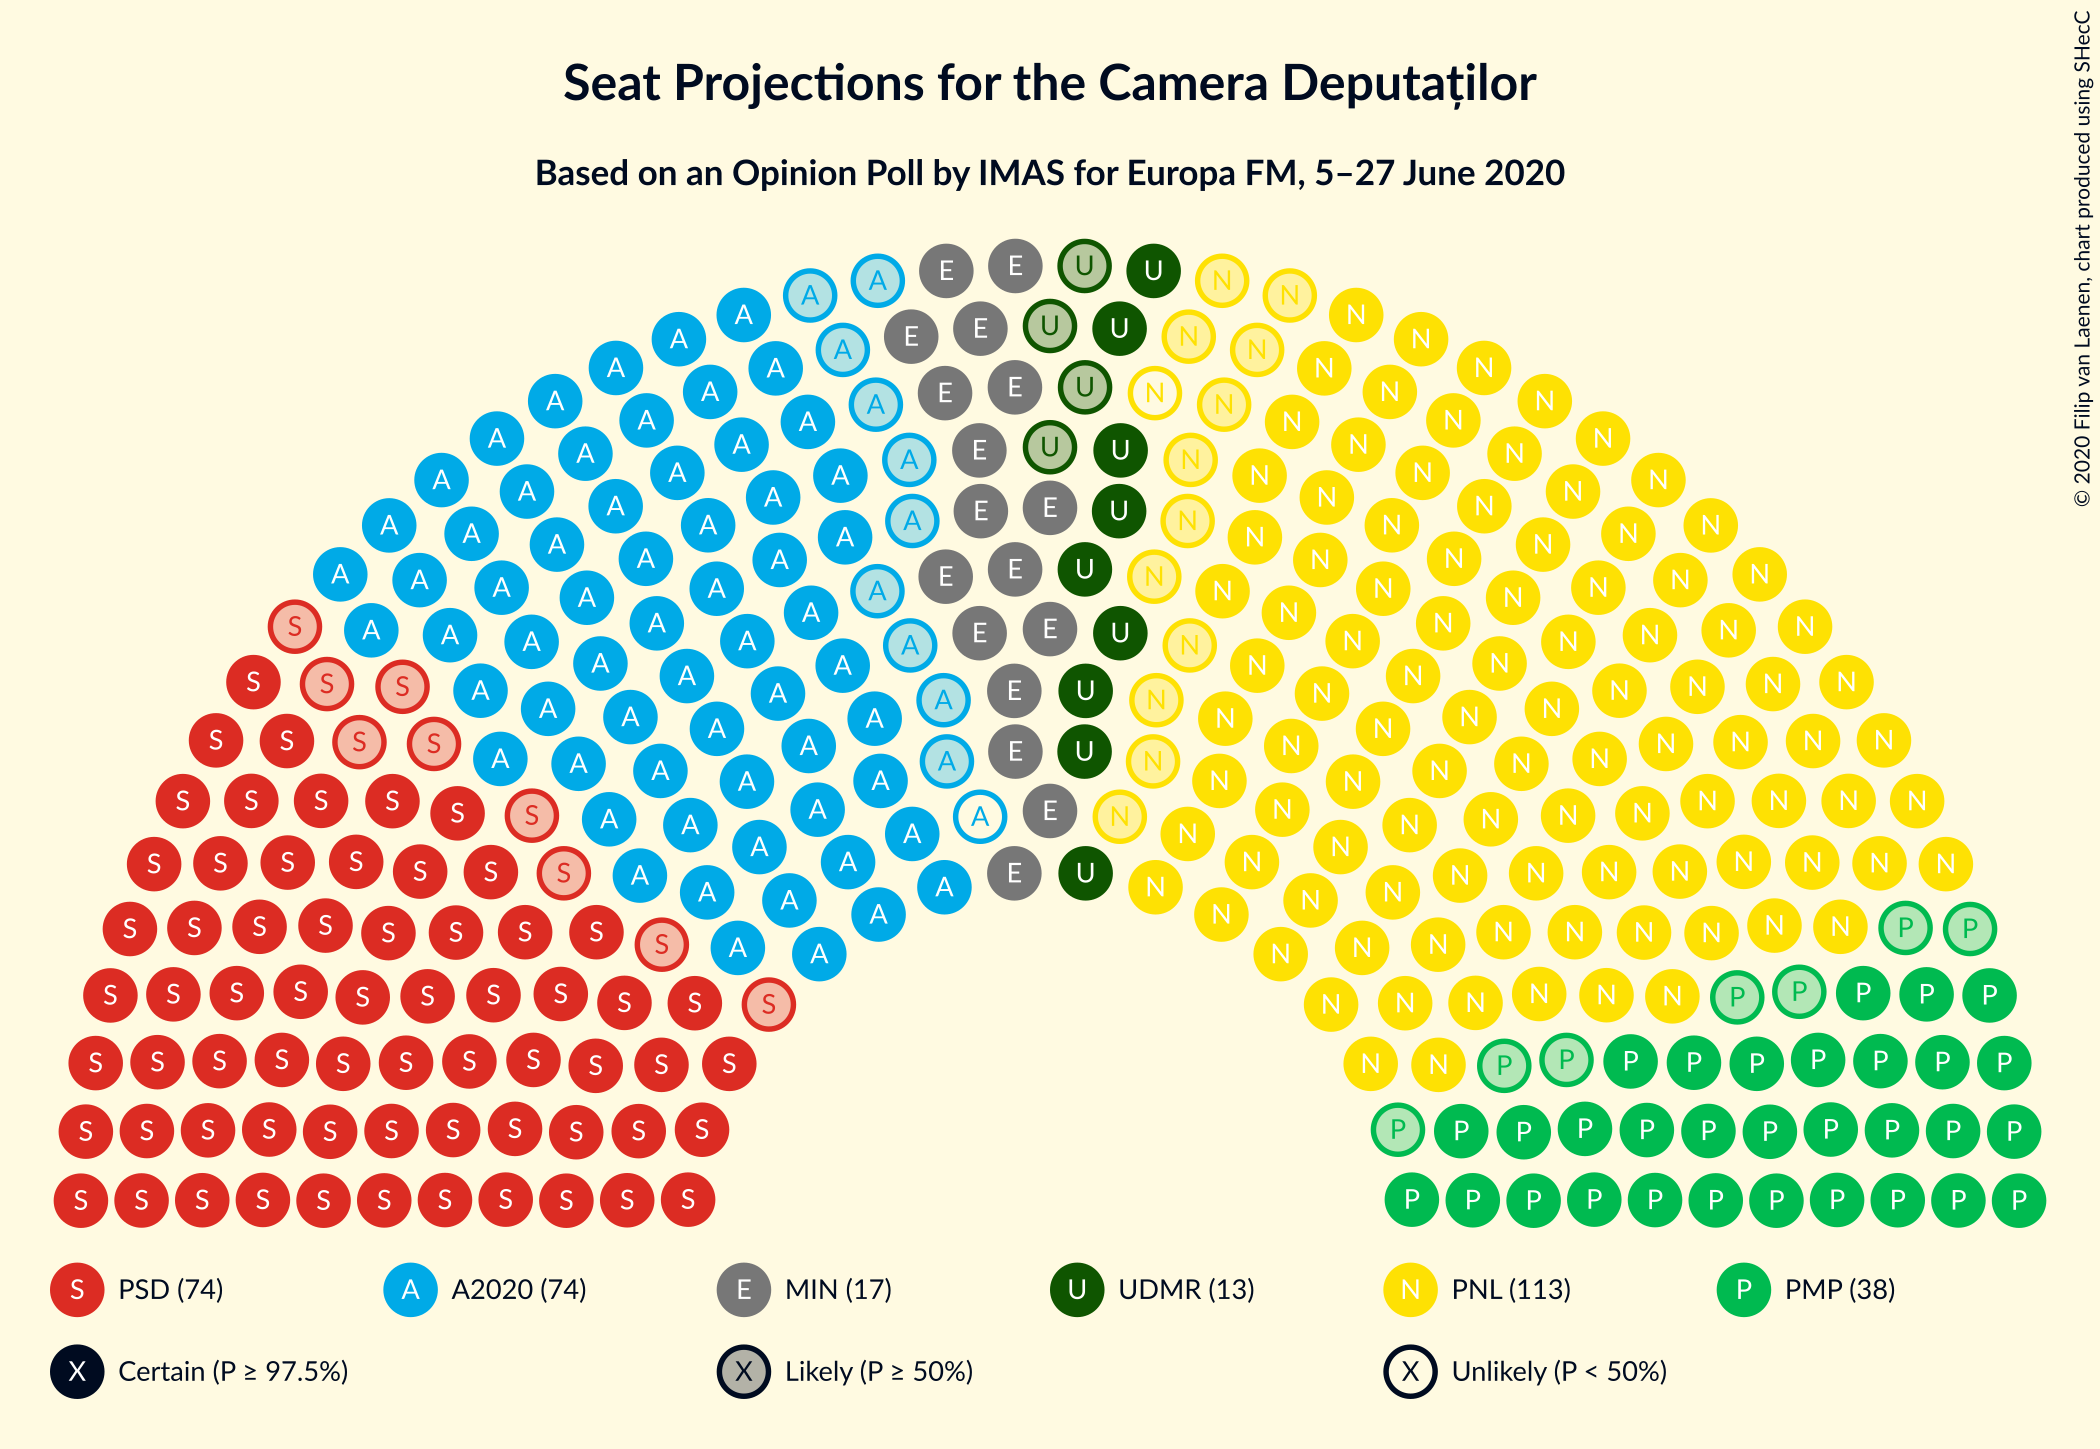 Seat Projections for the Camera Deputaților
Based on an Opinion Poll by IMAS for Europa FM, 5–27 June 2020
© 2020 Filip van Laenen, chart produced using SHecC
S PSD (74)
A A2020 (74)
E MIN (17)
U UDMR (13)
N PNL (113)
P PMP (38)
X Certain (P ≥ 97.5%)
X Likely (P ≥ 50%)
X Unlikely (P < 50%)